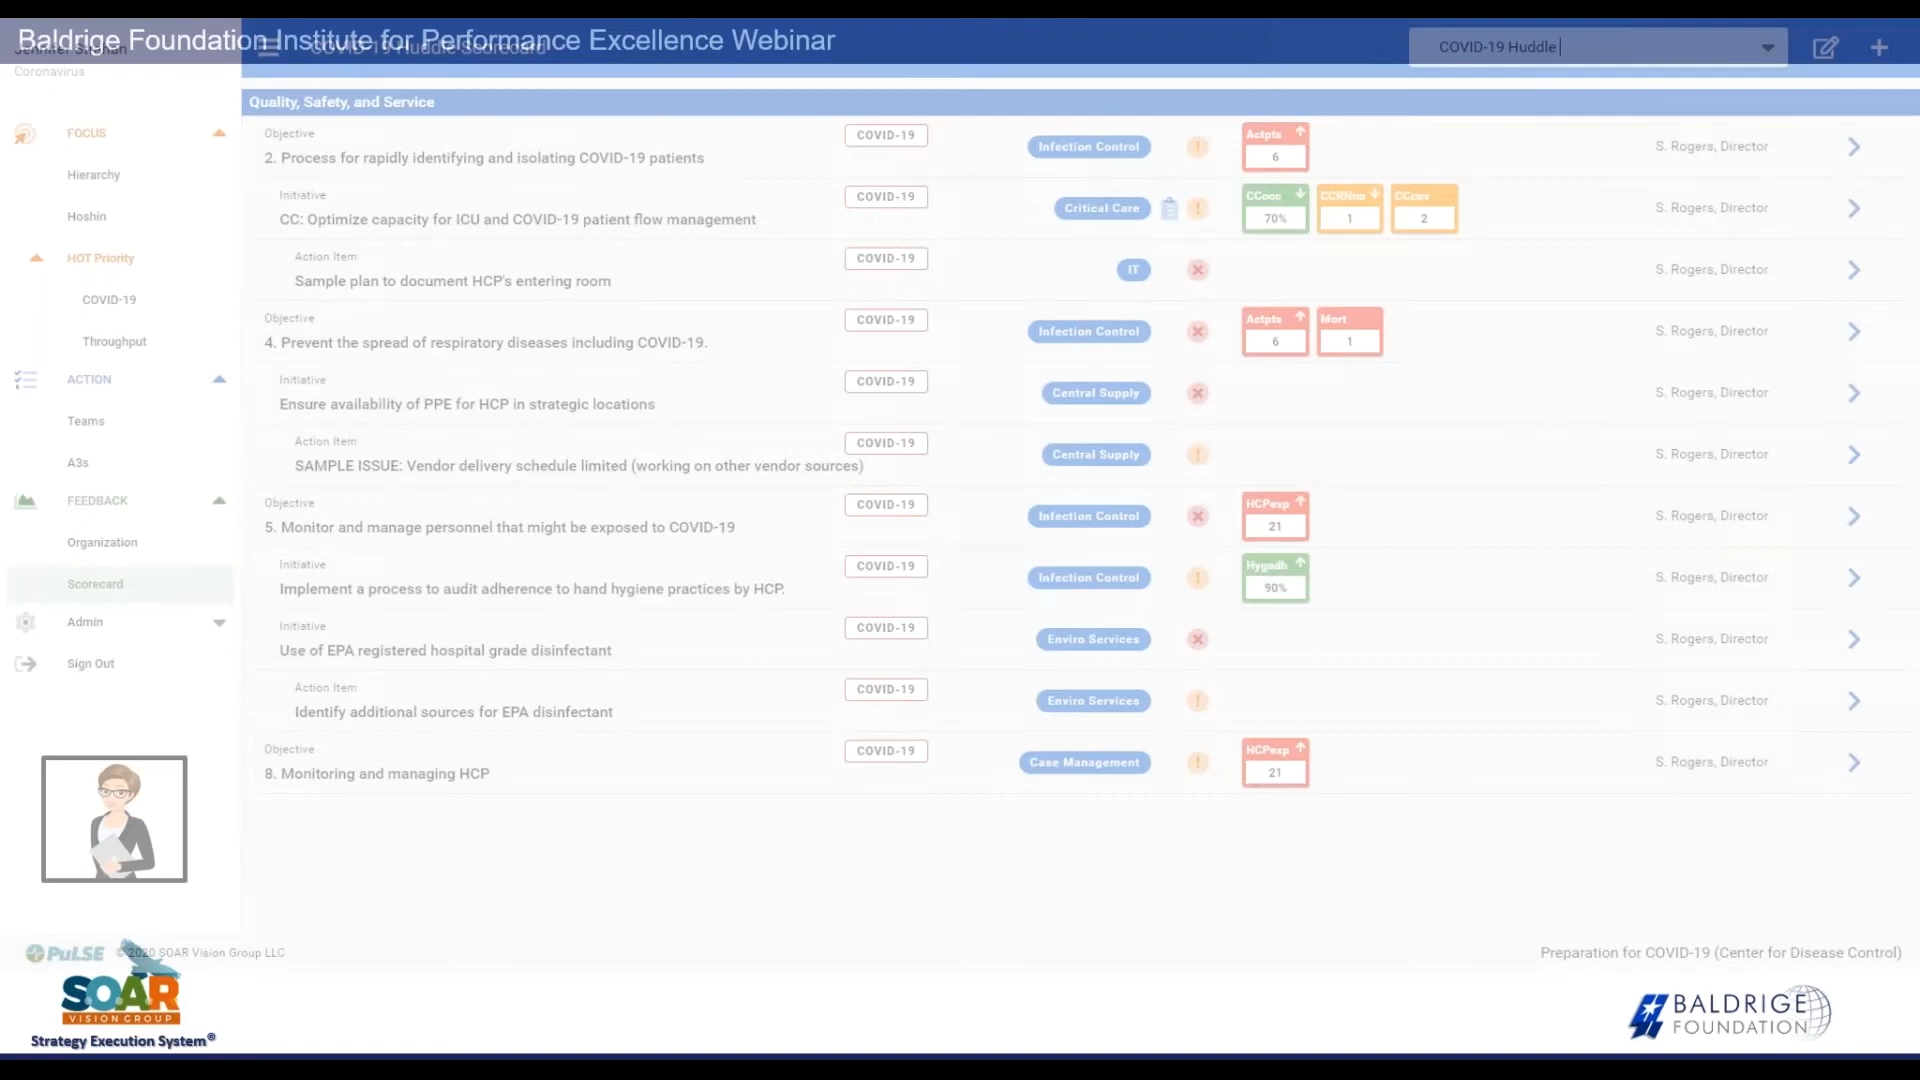 Baldrige Foundation Institute for Performance Excellence Webinar
COVID-19 Huddle Scorecard
COVID-19 Huddle
Coronavirus
FOCUS
Hierarchy
Hoshin
HOT Priority
COVID-19
Throughput
ACTION
Teams
A3s
FEEDBACK
Organization
Scorecard
Admin
Sign Out
Quality, Safety, and Service
Objective
2. Process for rapidly identifying and isolating COVID-19 patients
COVID-19
Infection Control
!
Actpts
6
S. Rogers, Director
Initiative
CC: Optimize capacity for ICU and COVID-19 patient flow management
COVID-19
Critical Care
!
CCocc
70%
CCRNno
1
CCcov
2
S. Rogers, Director
Action Item
Sample plan to document HCP's entering room
COVID-19
IT
S. Rogers, Director
Objective
4. Prevent the spread of respiratory diseases including COVID-19.
COVID-19
Infection Control
Actpts
6
Mort
1
S. Rogers, Director
Initiative
Ensure availability of PPE for HCP in strategic locations
COVID-19
Central Supply
S. Rogers, Director
Action Item
SAMPLE ISSUE: Vendor delivery schedule limited (working on other vendor sources)
COVID-19
Central Supply
!
S. Rogers, Director
Objective
5. Monitor and manage personnel that might be exposed to COVID-19
COVID-19
Infection Control
HCPexp
21
S. Rogers, Director
Initiative
Implement a process to audit adherence to hand hygiene practices by HCP.
COVID-19
Infection Control
!
Hygadh
90%
S. Rogers, Director
Initiative
Use of EPA registered hospital grade disinfectant
COVID-19
Enviro Services
S. Rogers, Director
Action Item
Identify additional sources for EPA disinfectant
COVID-19
Enviro Services
!
S. Rogers, Director
Objective
8. Monitoring and managing HCP
COVID-19
Case Management
!
HCPexp
21
S. Rogers, Director
PULSE
© 2020 SOAR Vision Group LLC
Preparation for COVID-19 (Center for Disease Control)
SOAR
VISION GROUP
Strategy Execution System®
BALDRIGE
FOUNDATION